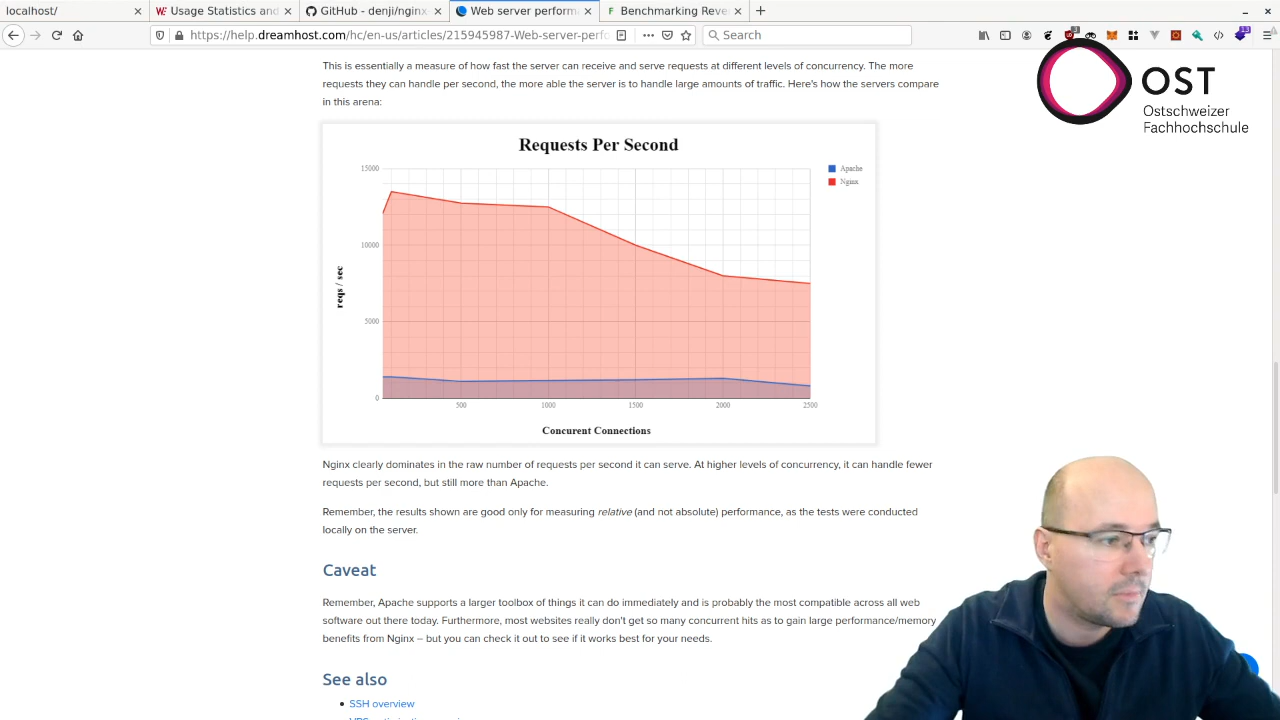 localhost/
Usage Statistics and
GitHub - denji/nginx-
Web server perform
Benchmarking Reve
https://help.dreamhost.com/hc/en-us/articles/215945987-Web-server-perfo
Search
OST
Ostschweizer
Fachhochschule
This is essentially a measure of how fast the server can receive and serve requests at different levels of concurrency. The more
requests they can handle per second, the more able the server is to handle large amounts of traffic. Here's how the servers compare
in this arena:
Requests Per Second
Apache
Nginx
15000
10000
5000
0
reqs / sec
500
1000
1500
2000
2500
Concurent Connections
Nginx clearly dominates in the raw number of requests per second it can serve. At higher levels of concurrency, it can handle fewer
requests per second, but still more than Apache.
Remember, the results shown are good only for measuring relative (and not absolute) performance, as the tests were conducted
locally on the server.
Caveat
Remember, Apache supports a larger toolbox of things it can do immediately and is probably the most compatible across all web
software out there today. Furthermore, most websites really don't get so many concurrent hits as to gain large performance/memory
benefits from Nginx – but you can check it out to see if it works best for your needs.
See also
SSH overview